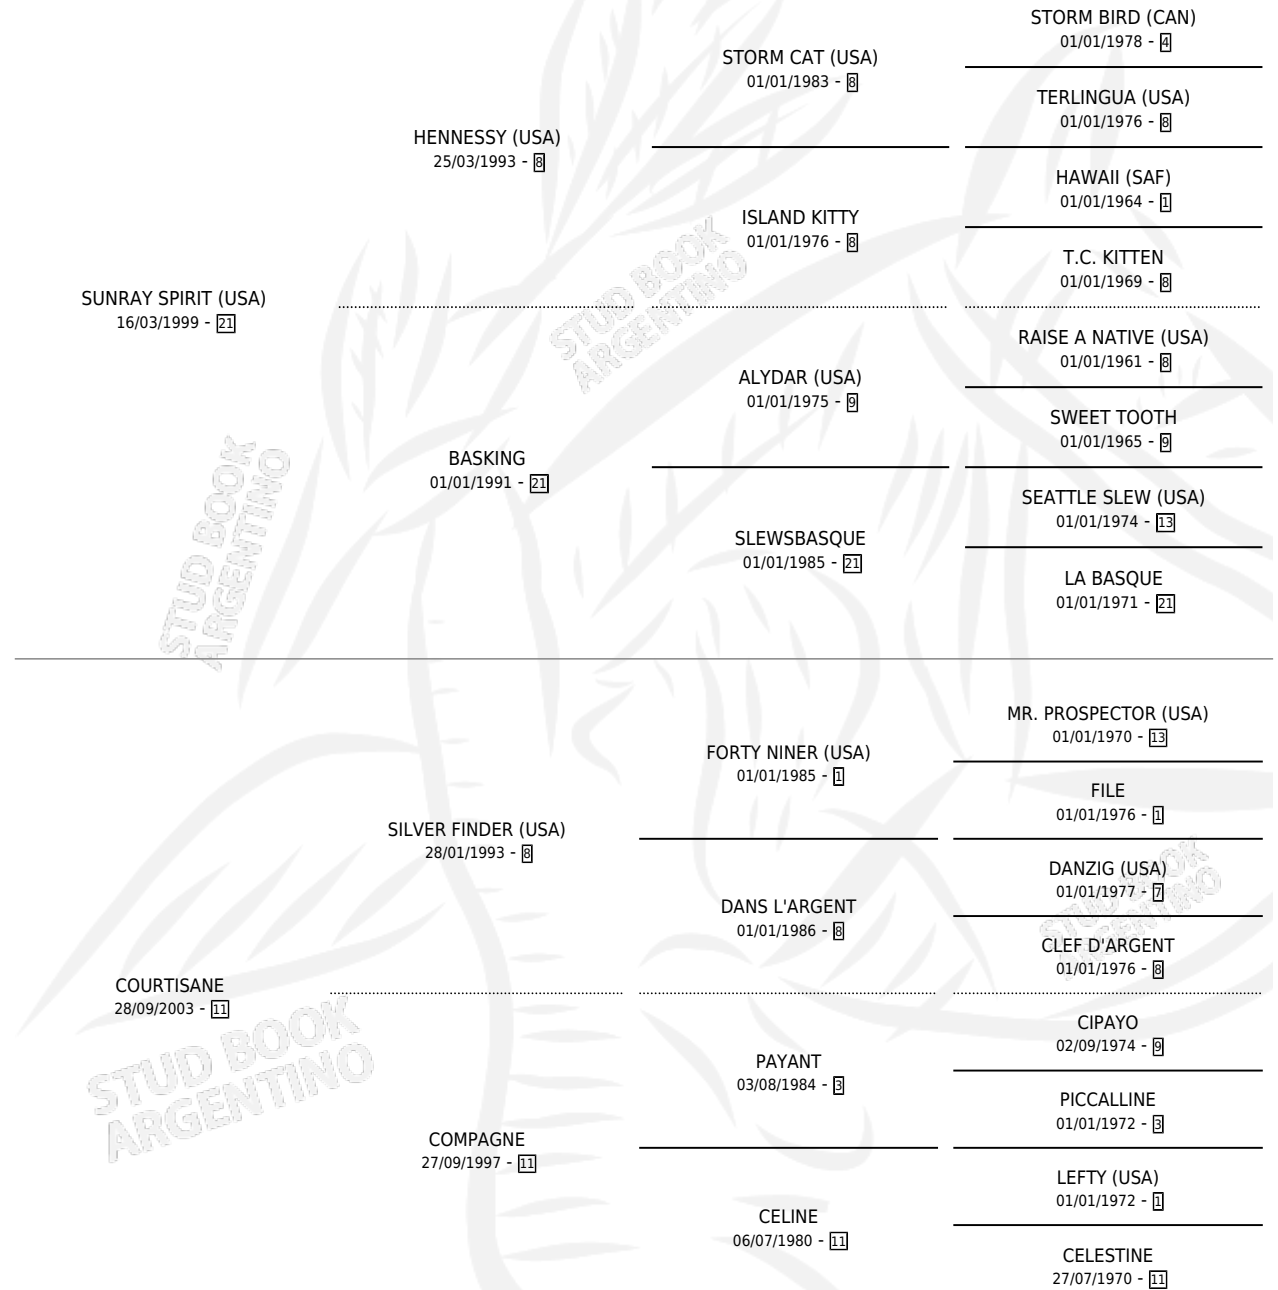 STORM BIRD (CAN)
01/01/1978 - 4
STORM CAT (USA)
01/01/1983 - 8
TERLINGUA (USA)
01/01/1976 - 8
HENNESSY (USA)
25/03/1993 - 8
HAWAII (SAF)
01/01/1964 - 1
ISLAND KITTY
01/01/1976 - 8
T.C. KITTEN
01/01/1969 - 8
SUNRAY SPIRIT (USA)
16/03/1999 - 21
RAISE A NATIVE (USA)
01/01/1961 - 8
ALYDAR (USA)
01/01/1975 - 9
SWEET TOOTH
01/01/1965 - 9
BASKING
01/01/1991 - 21
SEATTLE SLEW (USA)
01/01/1974 - 13
SLEWSBASQUE
01/01/1985 - 21
LA BASQUE
01/01/1971 - 21
MR. PROSPECTOR (USA)
01/01/1970 - 13
FORTY NINER (USA)
01/01/1985 - 1
FILE
01/01/1976 - 1
SILVER FINDER (USA)
28/01/1993 - 8
DANZIG (USA)
01/01/1977 - 7
DANS L'ARGENT
01/01/1986 - 8
CLEF D'ARGENT
01/01/1976 - 8
COURTISANE
28/09/2003 - 11
CIPAYO
02/09/1974 - 9
PAYANT
03/08/1984 - 3
PICCALLINE
01/01/1972 - 3
COMPAGNE
27/09/1997 - 11
LEFTY (USA)
01/01/1972 - 1
CELINE
06/07/1980 - 11
CELESTINE
27/07/1970 - 11
STUD BOOK
ARGENTINO
STUD BOOK
ARGENTINO
STUD BOOK
ARGENTINO
STUD BOOK
ARGENTINO